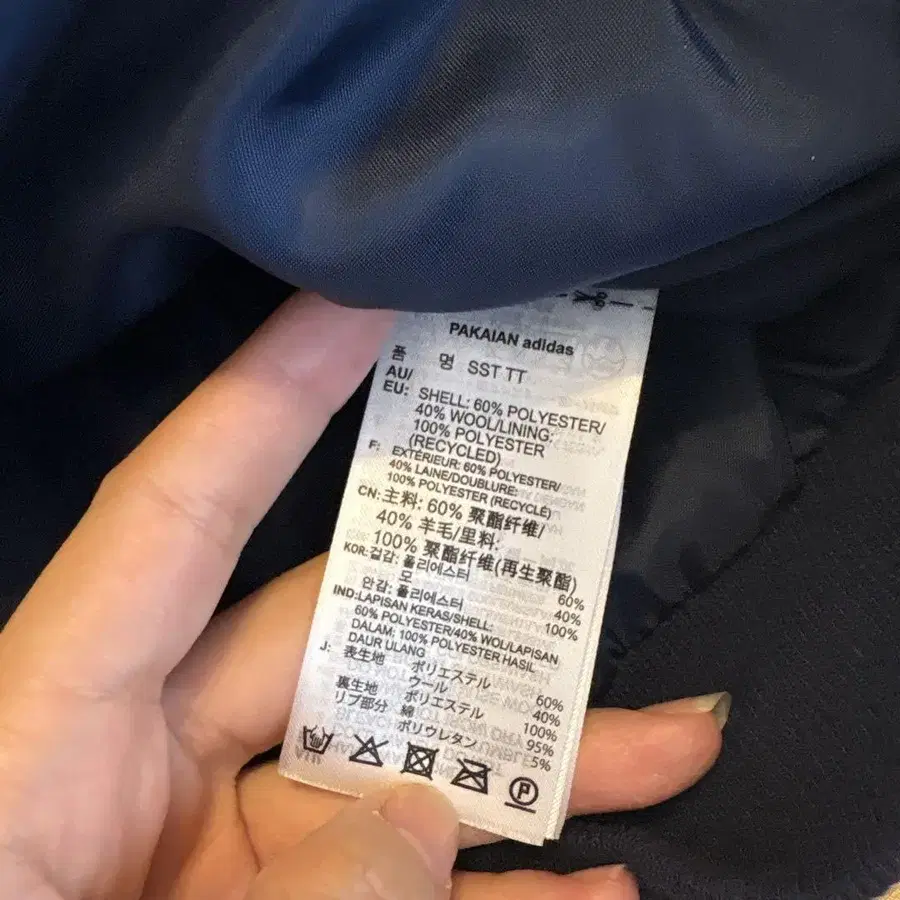 PAKAIAN adidas
품 명 SST TT
AU/
EU: SHELL: 60% POLYESTER/
40% WOOL/LINING:
100% POLYESTER
(RECYCLED)
F: EXTÉRIEUR: 60% POLYESTER/
40% LAINE/DOUBLURE:
100% POLYESTER (RECYCLÉ)
CN: 主料: 60% 聚酯纤维/
40% 羊毛/里料:
100% 聚酯纤维(再生聚酯)
KOR: 겉감: 폴리에스터 60%
모 40%
안감: 폴리에스터 100%
IND: LAPISAN KERAS/SHELL:
60% POLYESTER/40% WOL/LAPISAN
DALAM: 100% POLYESTER HASIL
DAUR ULANG
J: 表生地 ポリエステル 60%
ウール 40%
裏生地 ポリエステル 100%
リブ部分 綿 95%
ポリウレタン 5%
P